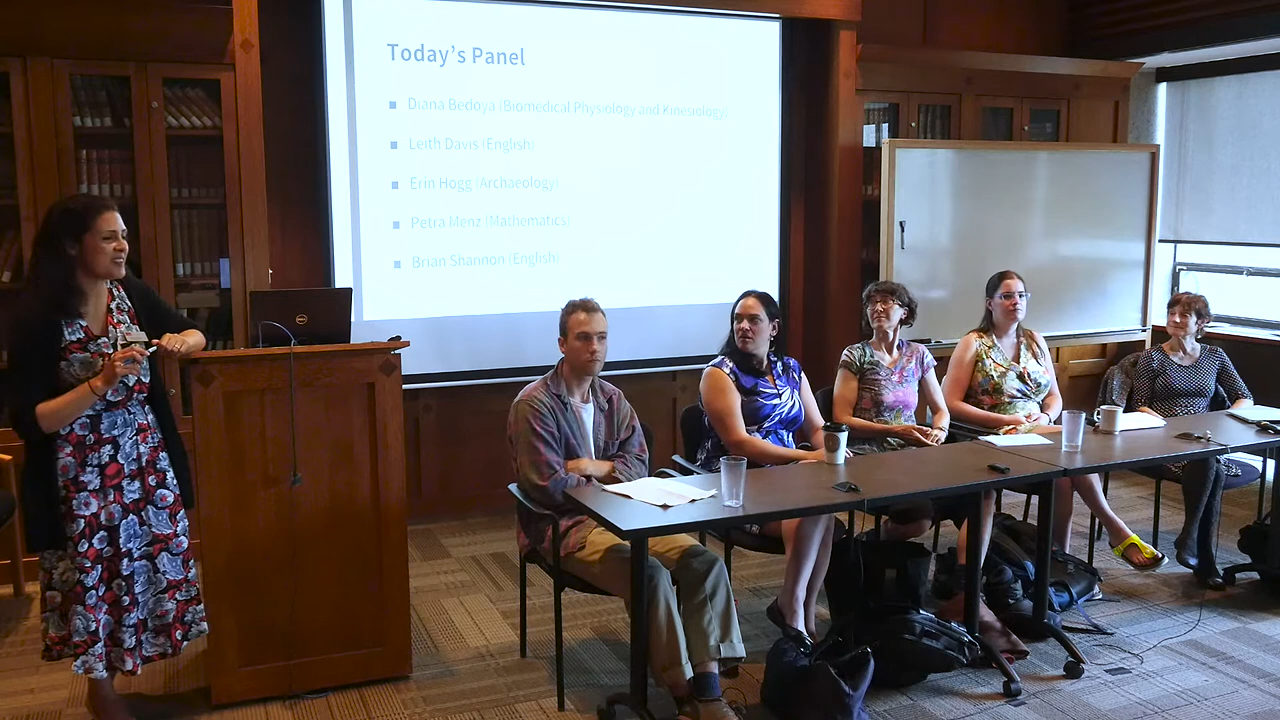 Today's Panel
Diana Bedoya (Biomedical Physiology and Kinesiology)
Leith Davis (English)
Erin Hogg (Archaeology)
Petra Menz (Mathematics)
Brian Shannon (English)
DELL